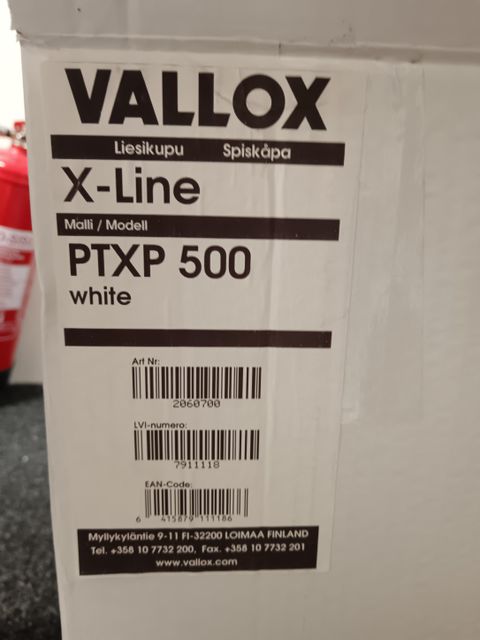 VALLOX
Liesikupu Spiskåpa
X-Line
Malli / Modell
PTXP 500
white
Art Nr:
2060700
LVI-numero:
7911118
EAN-Code:
6 415879 111186
Myllykyläntie 9-11 FI-32200 LOIMAA FINLAND
Tel. +358 10 7732 200, Fax. +358 10 7732 201
www.vallox.com